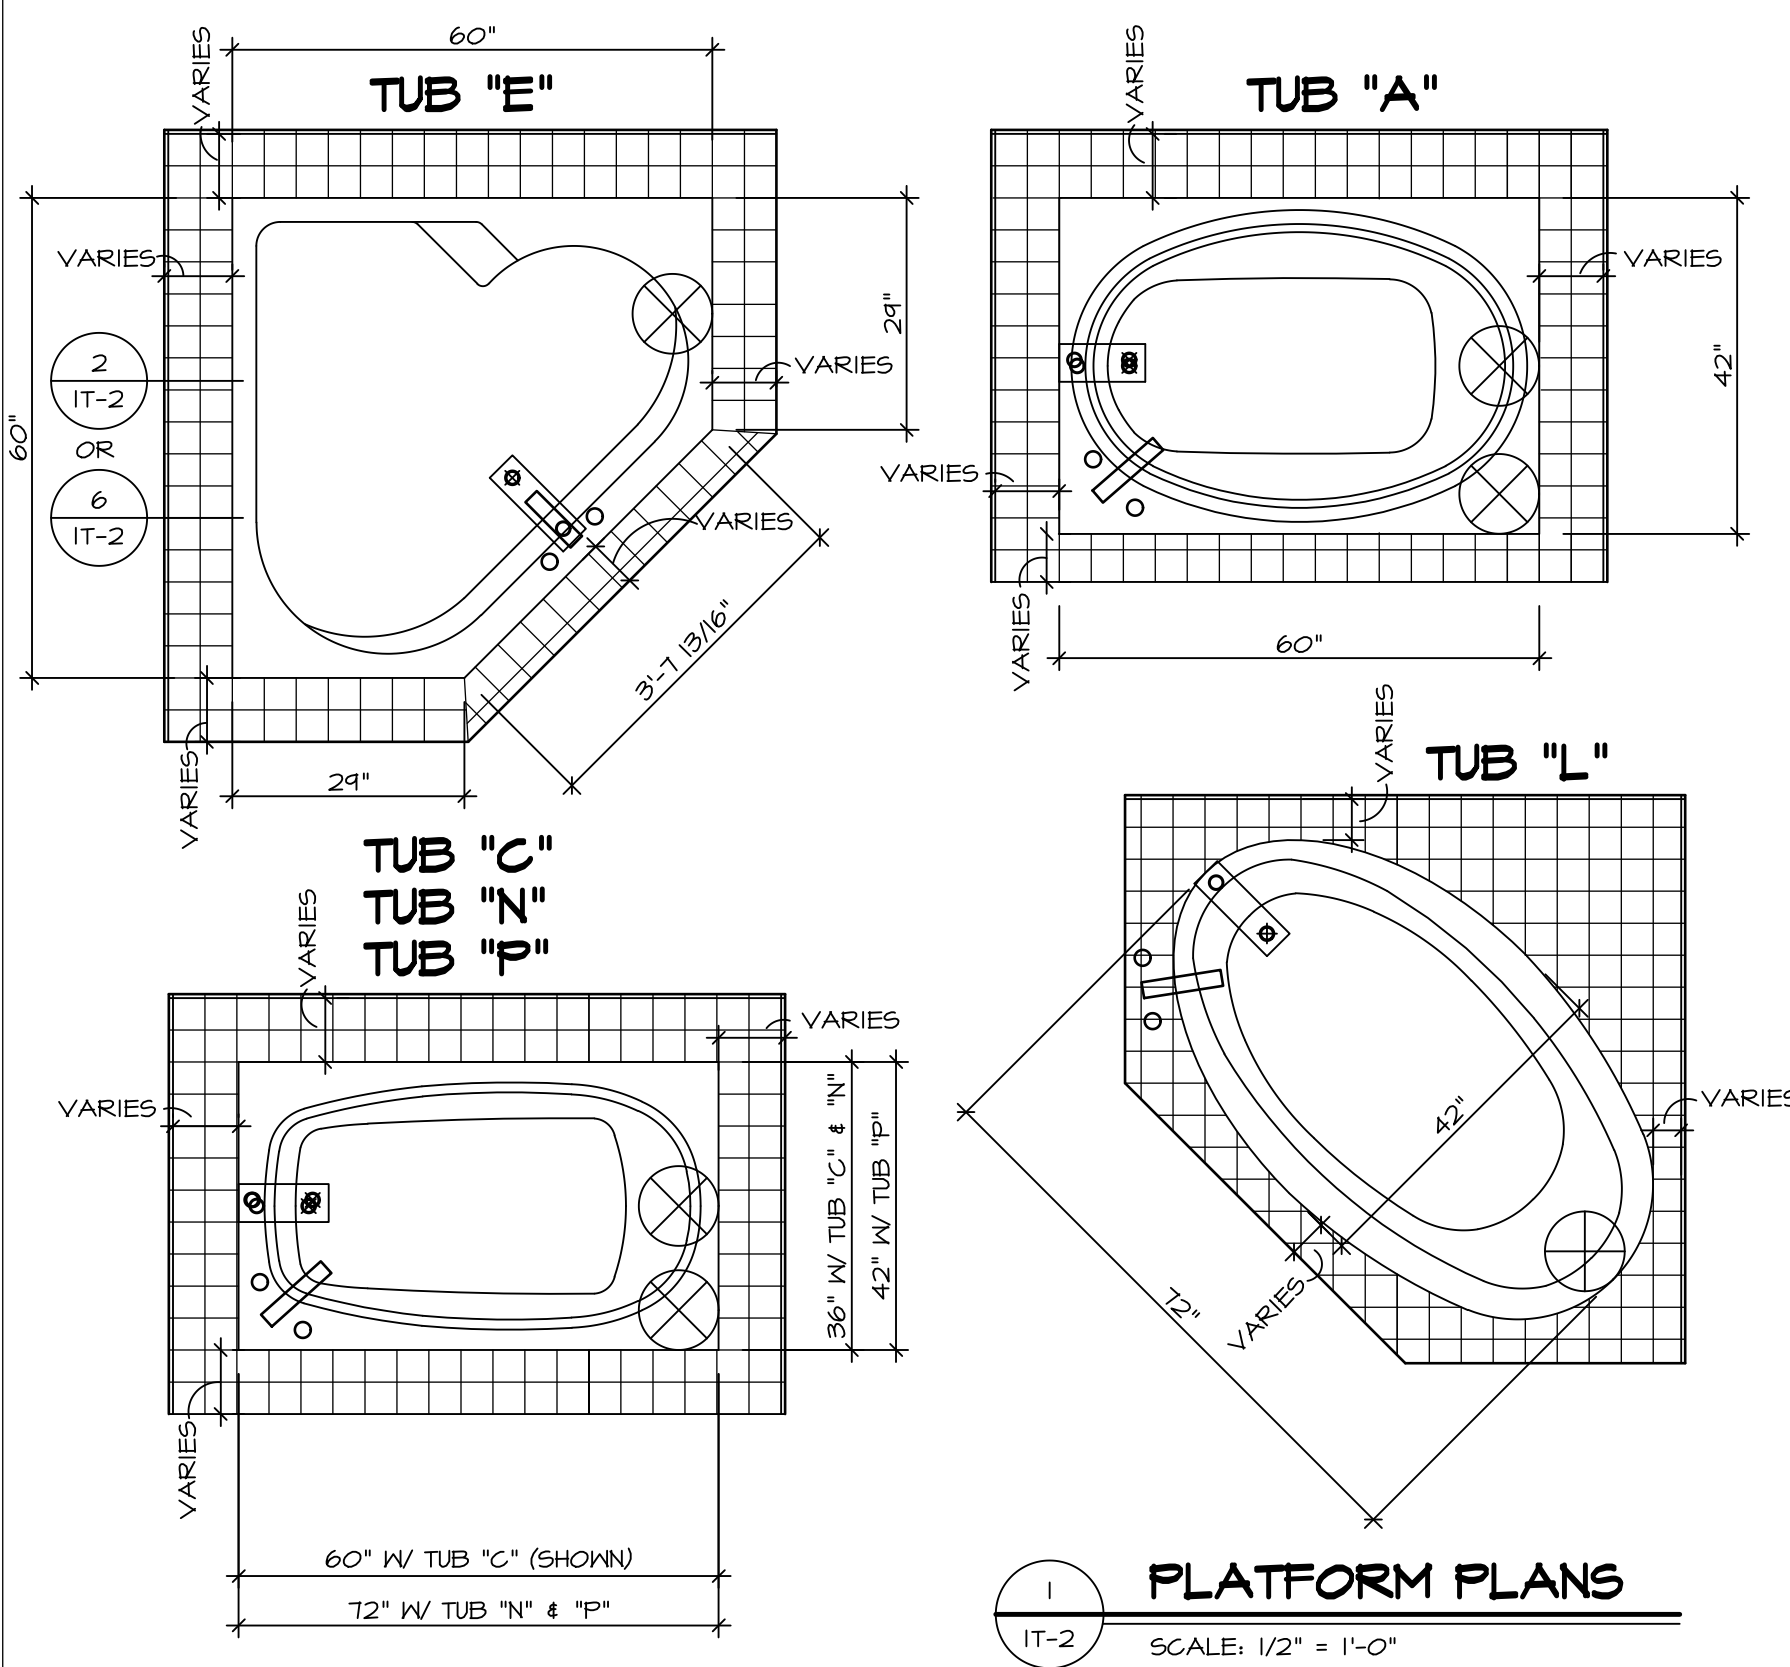 60"
VARIES
TUB "E"
VARIES
29"
VARIES
2
IT-2
OR
6
IT-2
60"
VARIES
3'-7 13/16"
29"
VARIES
VARIES
TUB "A"
VARIES
42"
VARIES
VARIES
60"
TUB "C"
TUB "N"
TUB "P"
VARIES
VARIES
VARIES
36" W/ TUB "C" & "N"
42" W/ TUB "P"
VARIES
60" W/ TUB "C" (SHOWN)
72" W/ TUB "N" & "P"
VARIES
TUB "L"
VARIES
42"
VARIES
72"
1
IT-2
PLATFORM PLANS
SCALE: 1/2" = 1'-0"